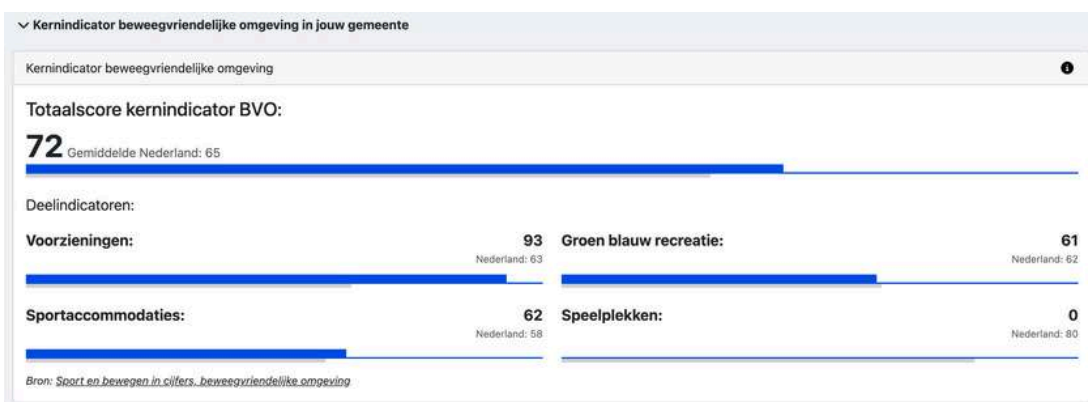 Kernindicator beweegvriendelijke omgeving in jouw gemeente
Kernindicator beweegvriendelijke omgeving
Totaalscore kernindicator BVO:
72 Gemiddelde Nederland: 65
Deelindicatoren:
Voorzieningen: 93
Nederland: 63
Groen blauw recreatie: 61
Nederland: 62
Sportaccommodaties: 62
Nederland: 58
Speelplekken: 0
Nederland: 80
Bron: Sport en bewegen in cijfers, beweegvriendelijke omgeving